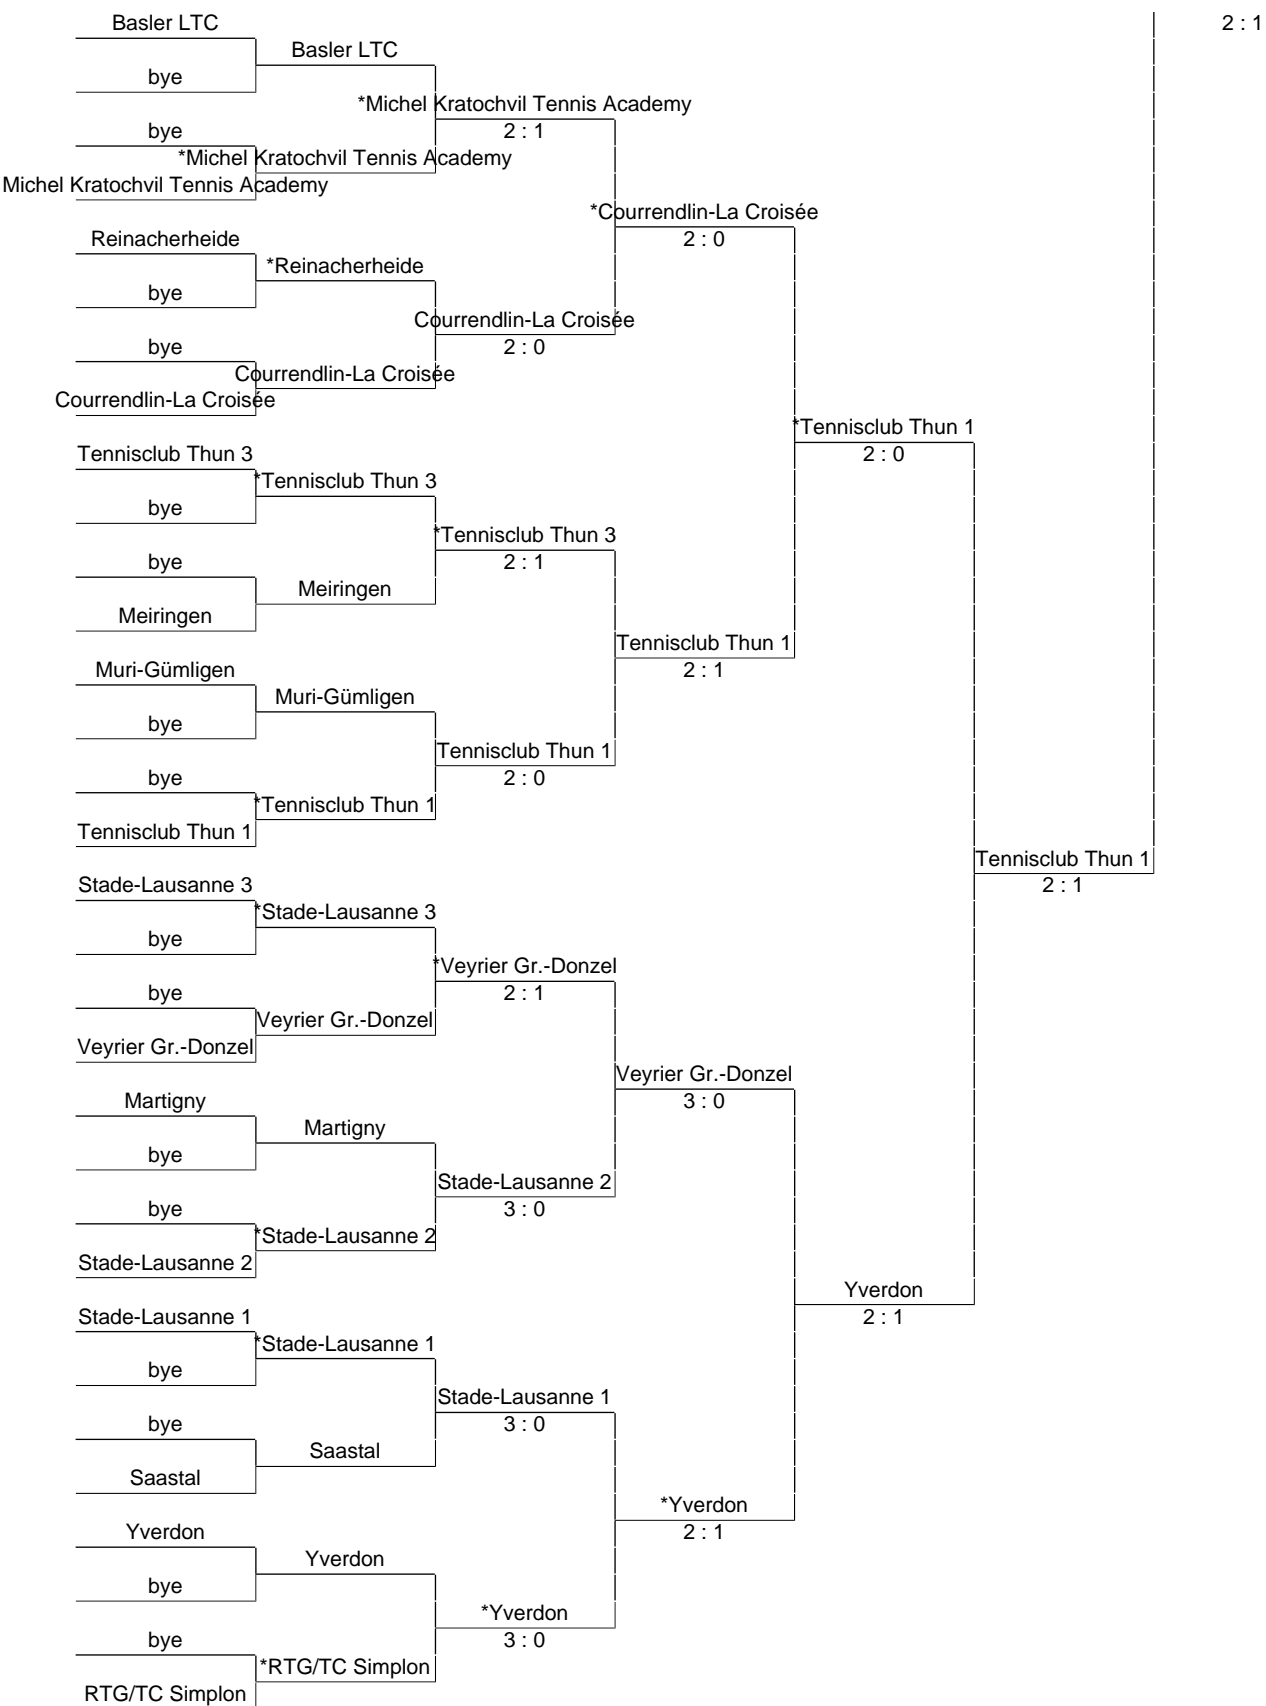 Basler LTC
2 : 1
Basler LTC
bye
*Michel Kratochvil Tennis Academy
bye
2 : 1
*Michel Kratochvil Tennis Academy
Michel Kratochvil Tennis Academy
*Courrendlin-La Croisée
Reinacherheide
2 : 0
*Reinacherheide
bye
Courrendlin-La Croisée
bye
2 : 0
Courrendlin-La Croisée
Courrendlin-La Croisée
*Tennisclub Thun 1
Tennisclub Thun 3
2 : 0
*Tennisclub Thun 3
bye
*Tennisclub Thun 3
bye
2 : 1
Meiringen
Meiringen
Tennisclub Thun 1
Muri-Gümligen
2 : 1
Muri-Gümligen
bye
Tennisclub Thun 1
bye
2 : 0
*Tennisclub Thun 1
Tennisclub Thun 1
Tennisclub Thun 1
Stade-Lausanne 3
2 : 1
*Stade-Lausanne 3
bye
*Veyrier Gr.-Donzel
bye
2 : 1
Veyrier Gr.-Donzel
Veyrier Gr.-Donzel
Veyrier Gr.-Donzel
Martigny
3 : 0
Martigny
bye
Stade-Lausanne 2
bye
3 : 0
*Stade-Lausanne 2
Stade-Lausanne 2
Yverdon
Stade-Lausanne 1
2 : 1
*Stade-Lausanne 1
bye
Stade-Lausanne 1
bye
3 : 0
Saastal
Saastal
*Yverdon
Yverdon
2 : 1
Yverdon
bye
*Yverdon
bye
3 : 0
*RTG/TC Simplon
RTG/TC Simplon